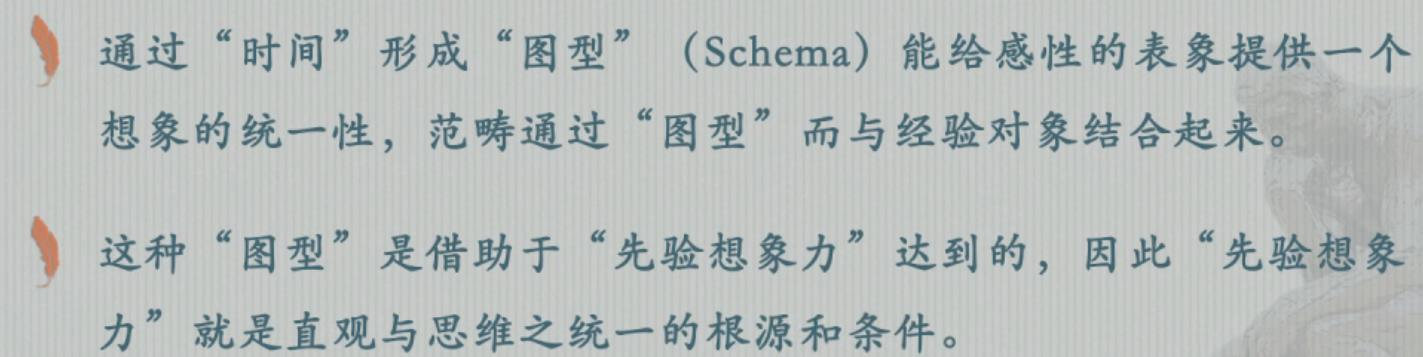 通过“时间”形成“图型”（Schema）能给感性的表象提供一个
想象的统一性，范畴通过“图型”而与经验对象结合起来。
这种“图型”是借助于“先验想象力”达到的，因此“先验想象
力”就是直观与思维之统一的根源和条件。